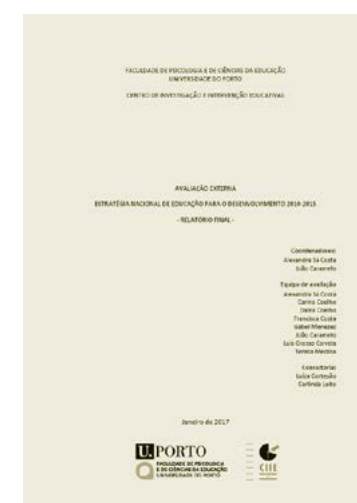 FACULDADE DE PSICOLOGIA E DE CIÊNCIAS DA EDUCAÇÃO
UNIVERSIDADE DO PORTO
CENTRO DE INVESTIGAÇÃO E INTERVENÇÃO EDUCATIVAS
AVALIAÇÃO EXTERNA
ESTRATÉGIA NACIONAL DE EDUCAÇÃO PARA O DESENVOLVIMENTO 2010-2015
- RELATÓRIO FINAL -
Coordenadores:
Alexandra Sá Costa
João Caramelo
Equipa de avaliação
Alexandra Sá Costa
Carina Coelho
Dalila Coelho
Francisca Costa
Isabel Menezes
João Caramelo
Luís Grosso Correia
Teresa Medina
Consultoria:
Luiza Cortesão
Carlinda Leite
Janeiro de 2017
U. PORTO
FACULDADE DE PSICOLOGIA
E DE CIÊNCIAS DA EDUCAÇÃO
UNIVERSIDADE DO PORTO
CIIE